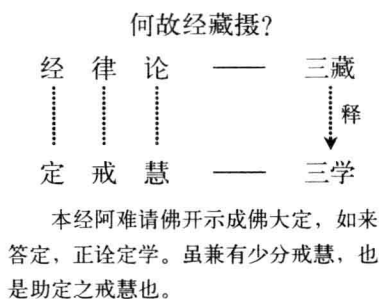 何故经藏摄？
经 律 论 —— 三藏
释
定 戒 慧 —— 三学
本经阿难请佛开示成佛大定，如来
答定，正诠定学。虽兼有少分戒慧，也
是助定之戒慧也。